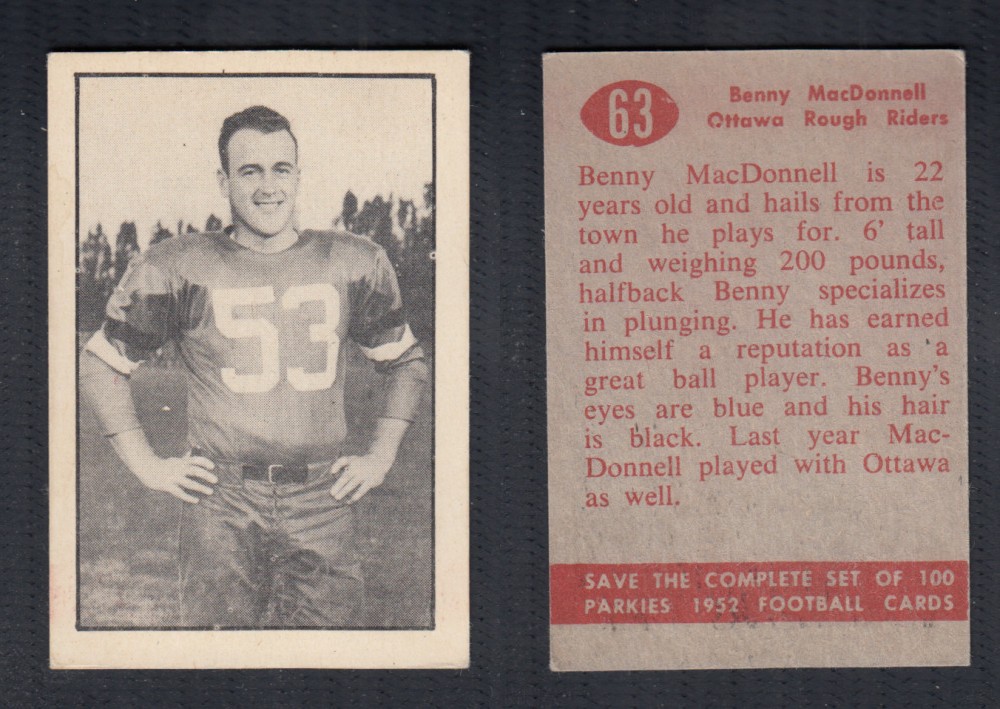 53
63
Benny MacDonnell
Ottawa Rough Riders
Benny MacDonnell is 22
years old and hails from the
town he plays for. 6' tall
and weighing 200 pounds,
halfback Benny specializes
in plunging. He has earned
himself a reputation as a
great ball player. Benny's
eyes are blue and his hair
is black. Last year Mac-
Donnell played with Ottawa
as well.
SAVE THE COMPLETE SET OF 100
PARKIES 1952 FOOTBALL CARDS